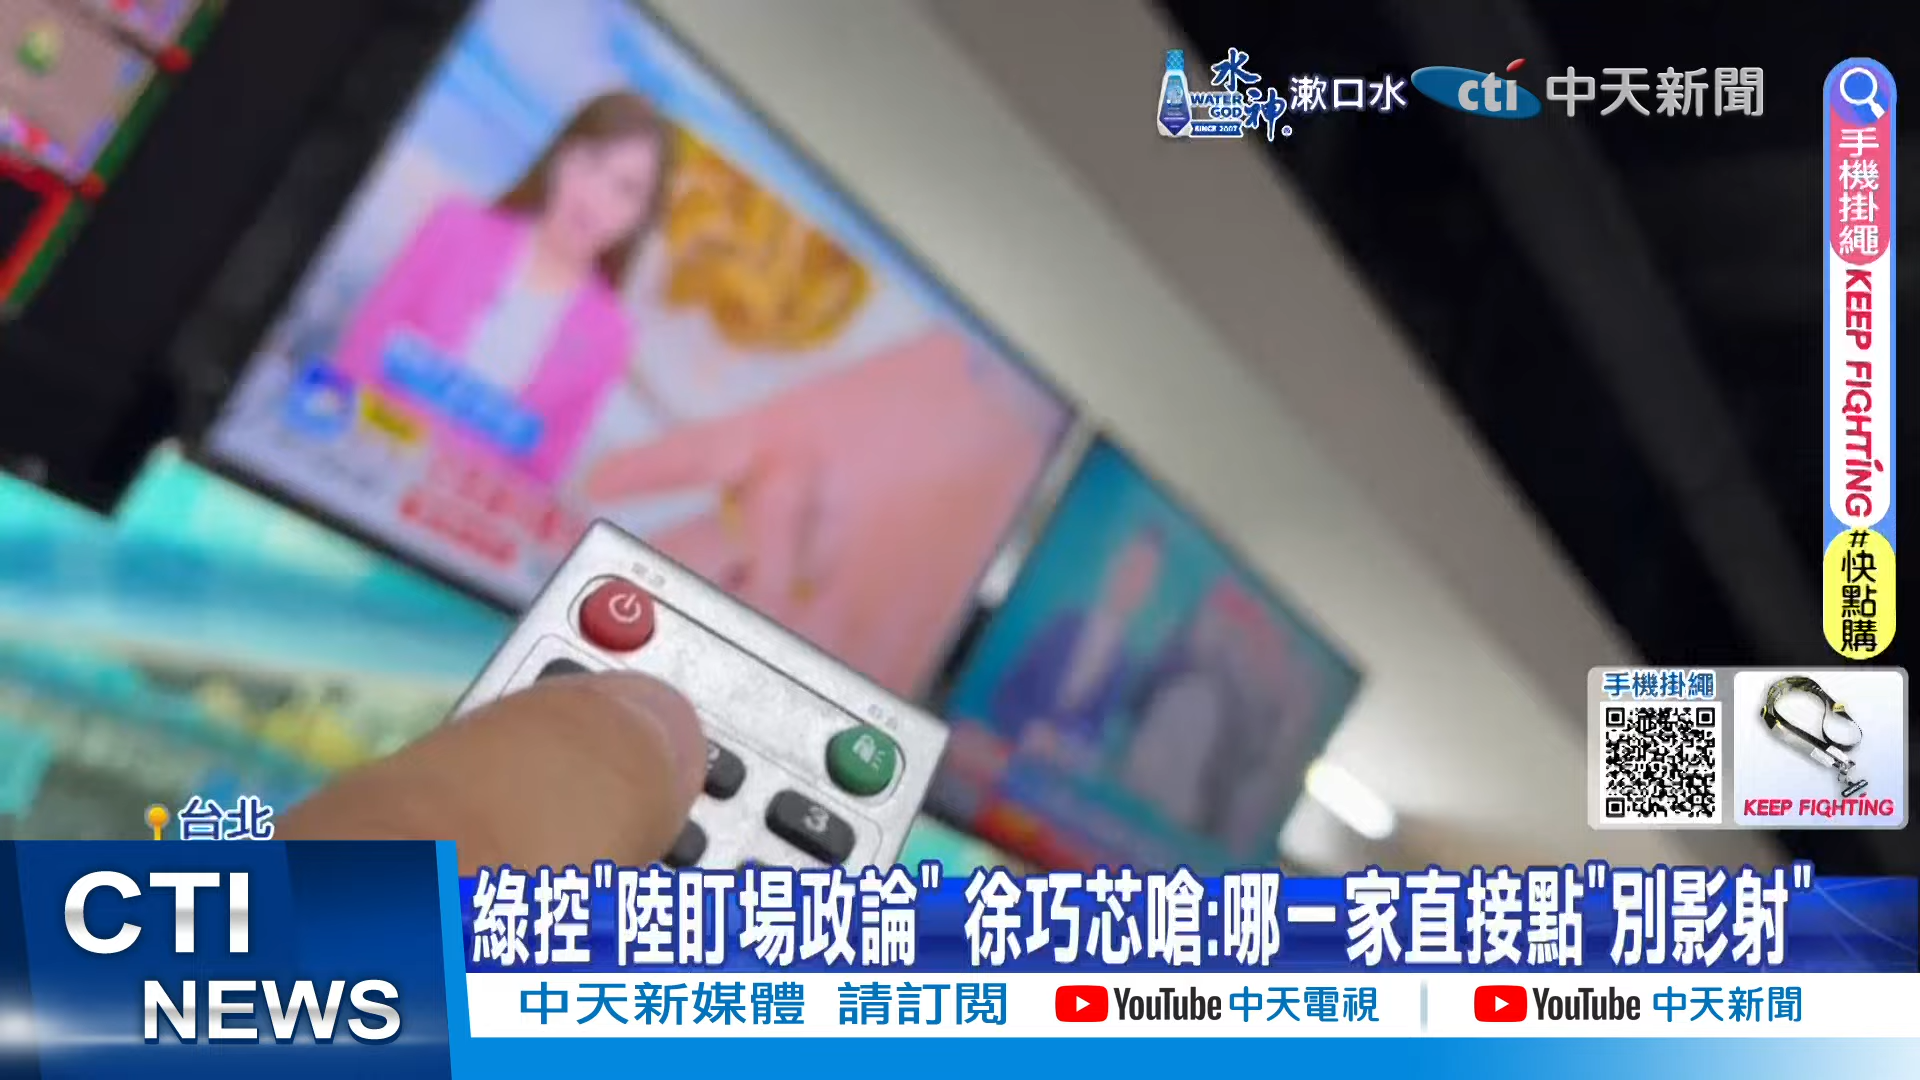 水神
WATER GOD
SINCE 2007
漱口水
cti 中天新聞
手機掛繩
KEEP FIGHTING
#快點購
手機掛繩
KEEP FIGHTING
3
台北
CTI NEWS
綠控"陸盯場政論" 徐巧芯嗆:哪一家直接點"別影射"
中天新媒體 請訂閱 YouTube 中天電視 | YouTube 中天新聞